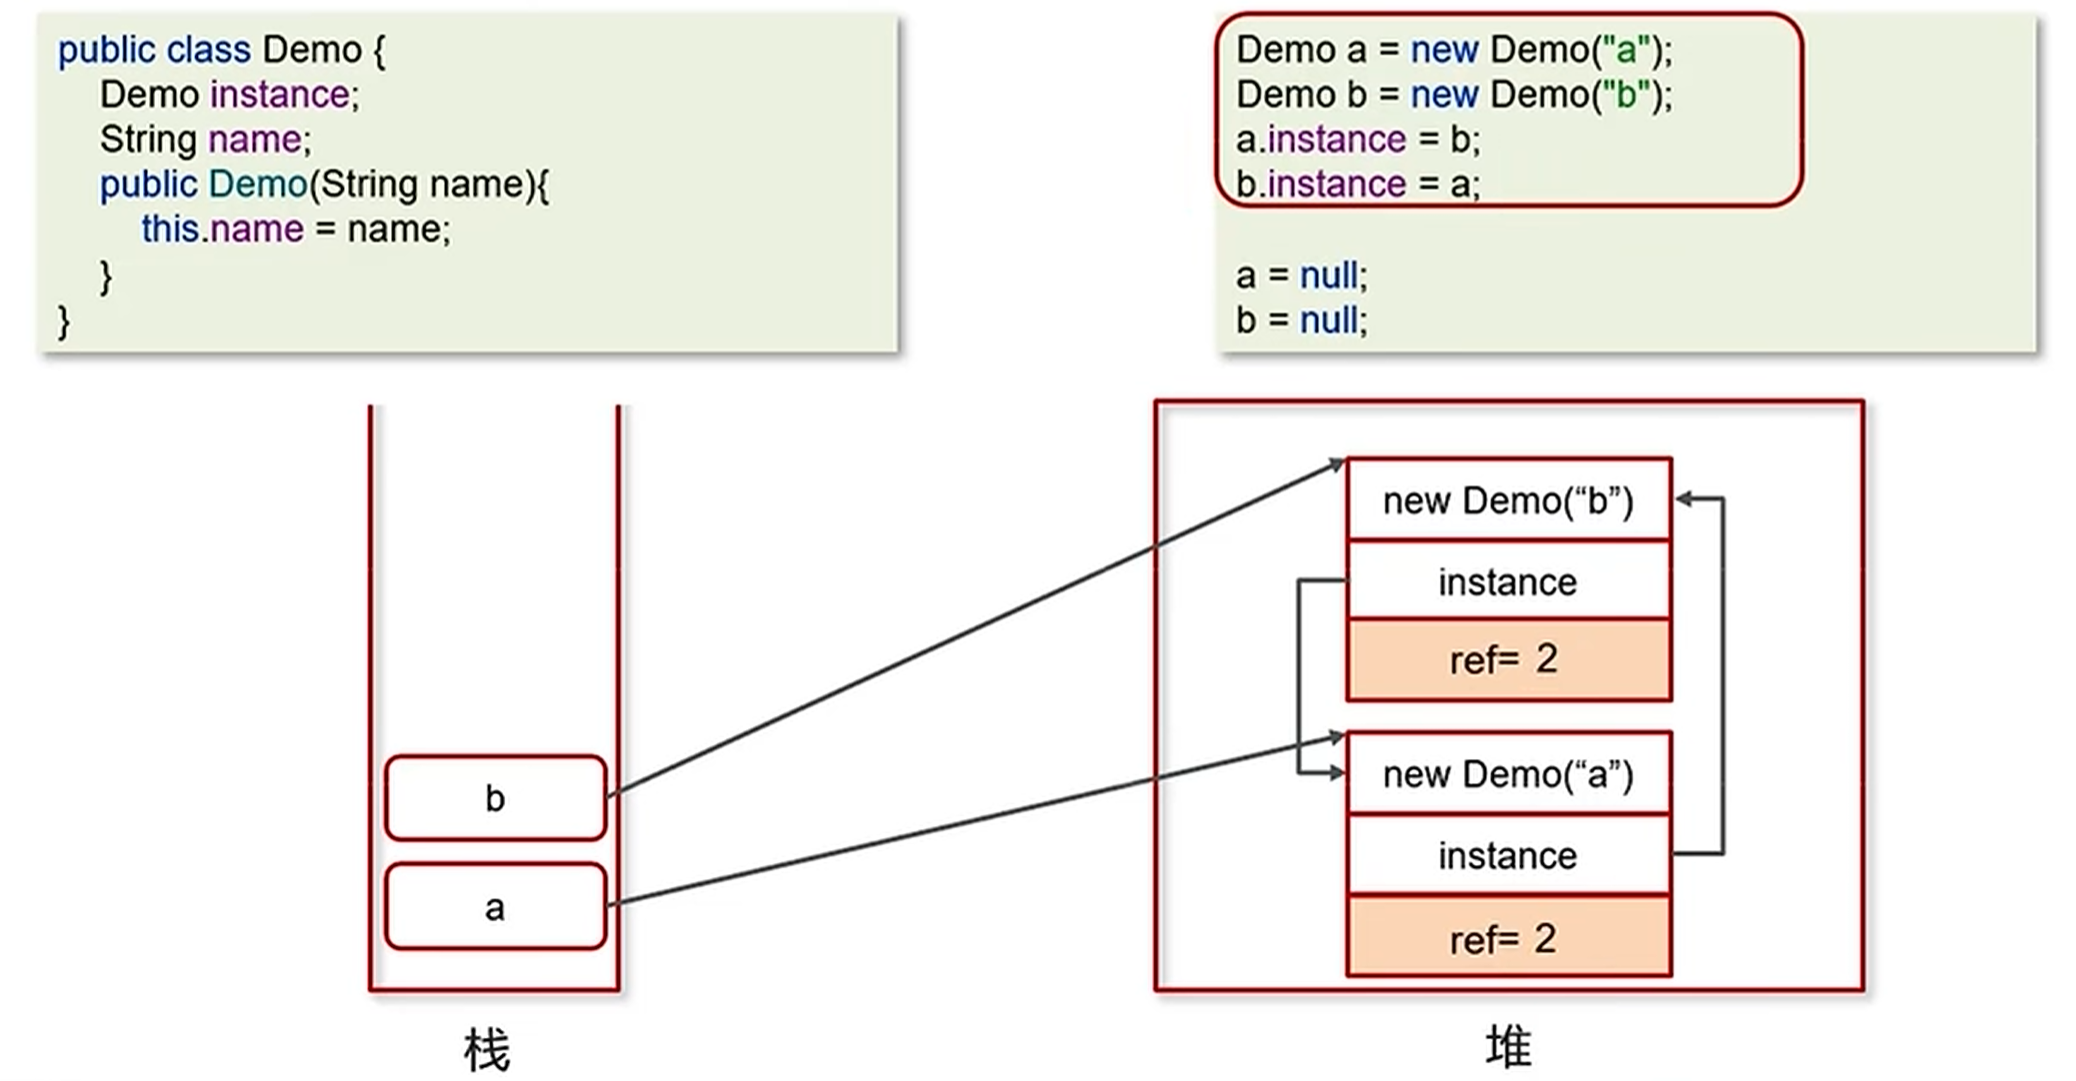 public class Demo {
Demo instance;
String name;
public Demo(String name){
this.name = name;
}
}
Demo a = new Demo("a");
Demo b = new Demo("b");
a.instance = b;
b.instance = a;
a = null;
b = null;
b
a
栈
new Demo(“b”)
instance
ref= 2
new Demo(“a”)
instance
ref= 2
堆